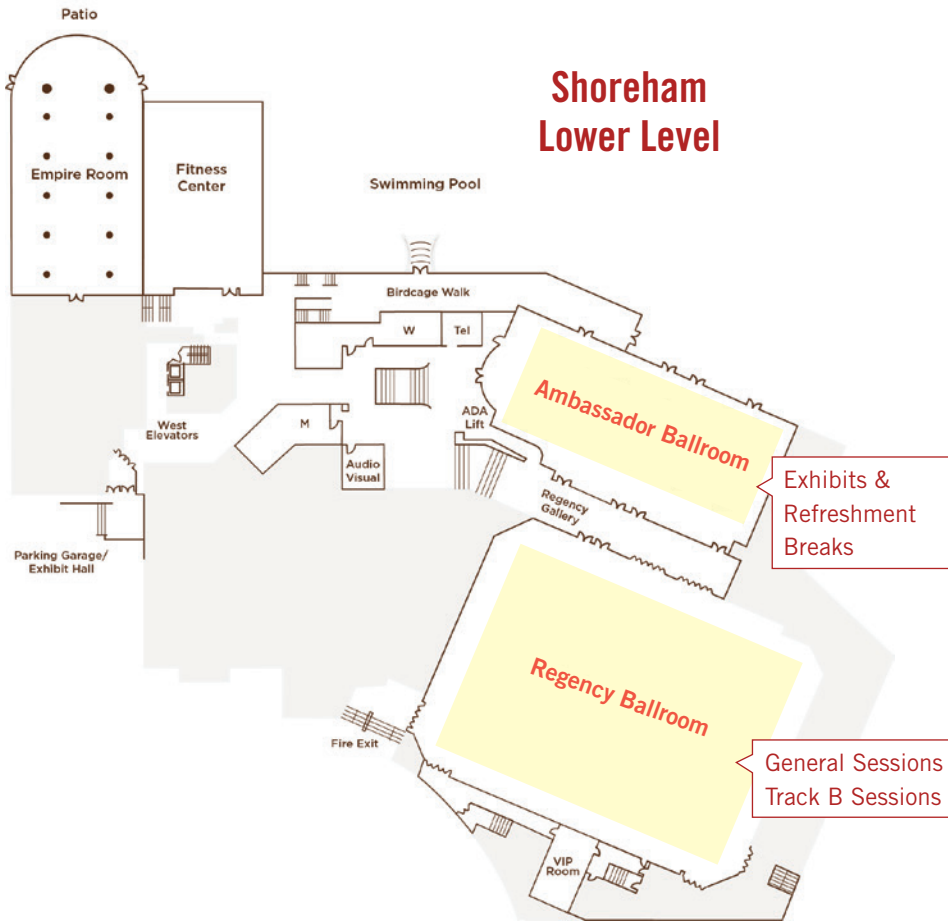 Patio
Shoreham
Lower Level
Empire Room
Fitness
Center
Swimming Pool
Birdcage Walk
W
Tel
Ambassador Ballroom
ADA
Lift
West
Elevators
M
Audio
Visual
Exhibits &
Refreshment
Breaks
Regency
Gallery
Parking Garage/
Exhibit Hall
Regency Ballroom
Fire Exit
General Sessions
Track B Sessions
VIP
Room